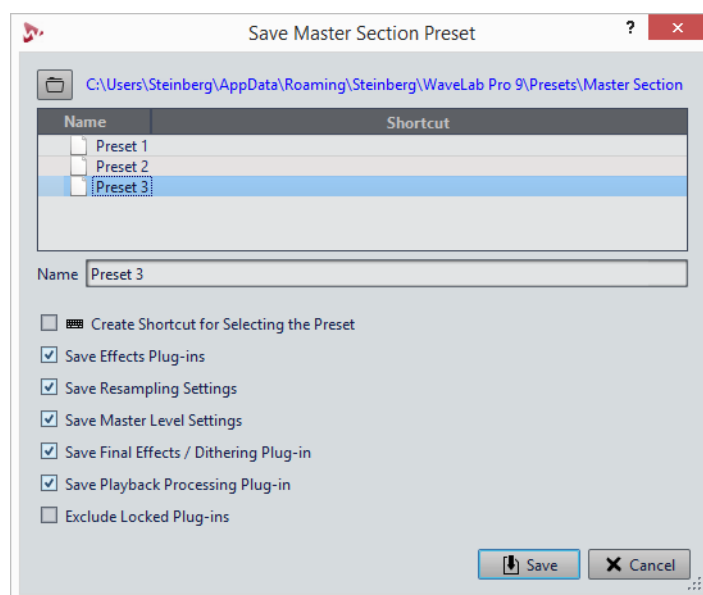 Save Master Section Preset ?
C:\Users\Steinberg\AppData\Roaming\Steinberg\WaveLab Pro 9\Presets\Master Section
Name Shortcut
Preset 1
Preset 2
Preset 3
Name Preset 3
Create Shortcut for Selecting the Preset
Save Effects Plug-ins
Save Resampling Settings
Save Master Level Settings
Save Final Effects / Dithering Plug-in
Save Playback Processing Plug-in
Exclude Locked Plug-ins
Save Cancel